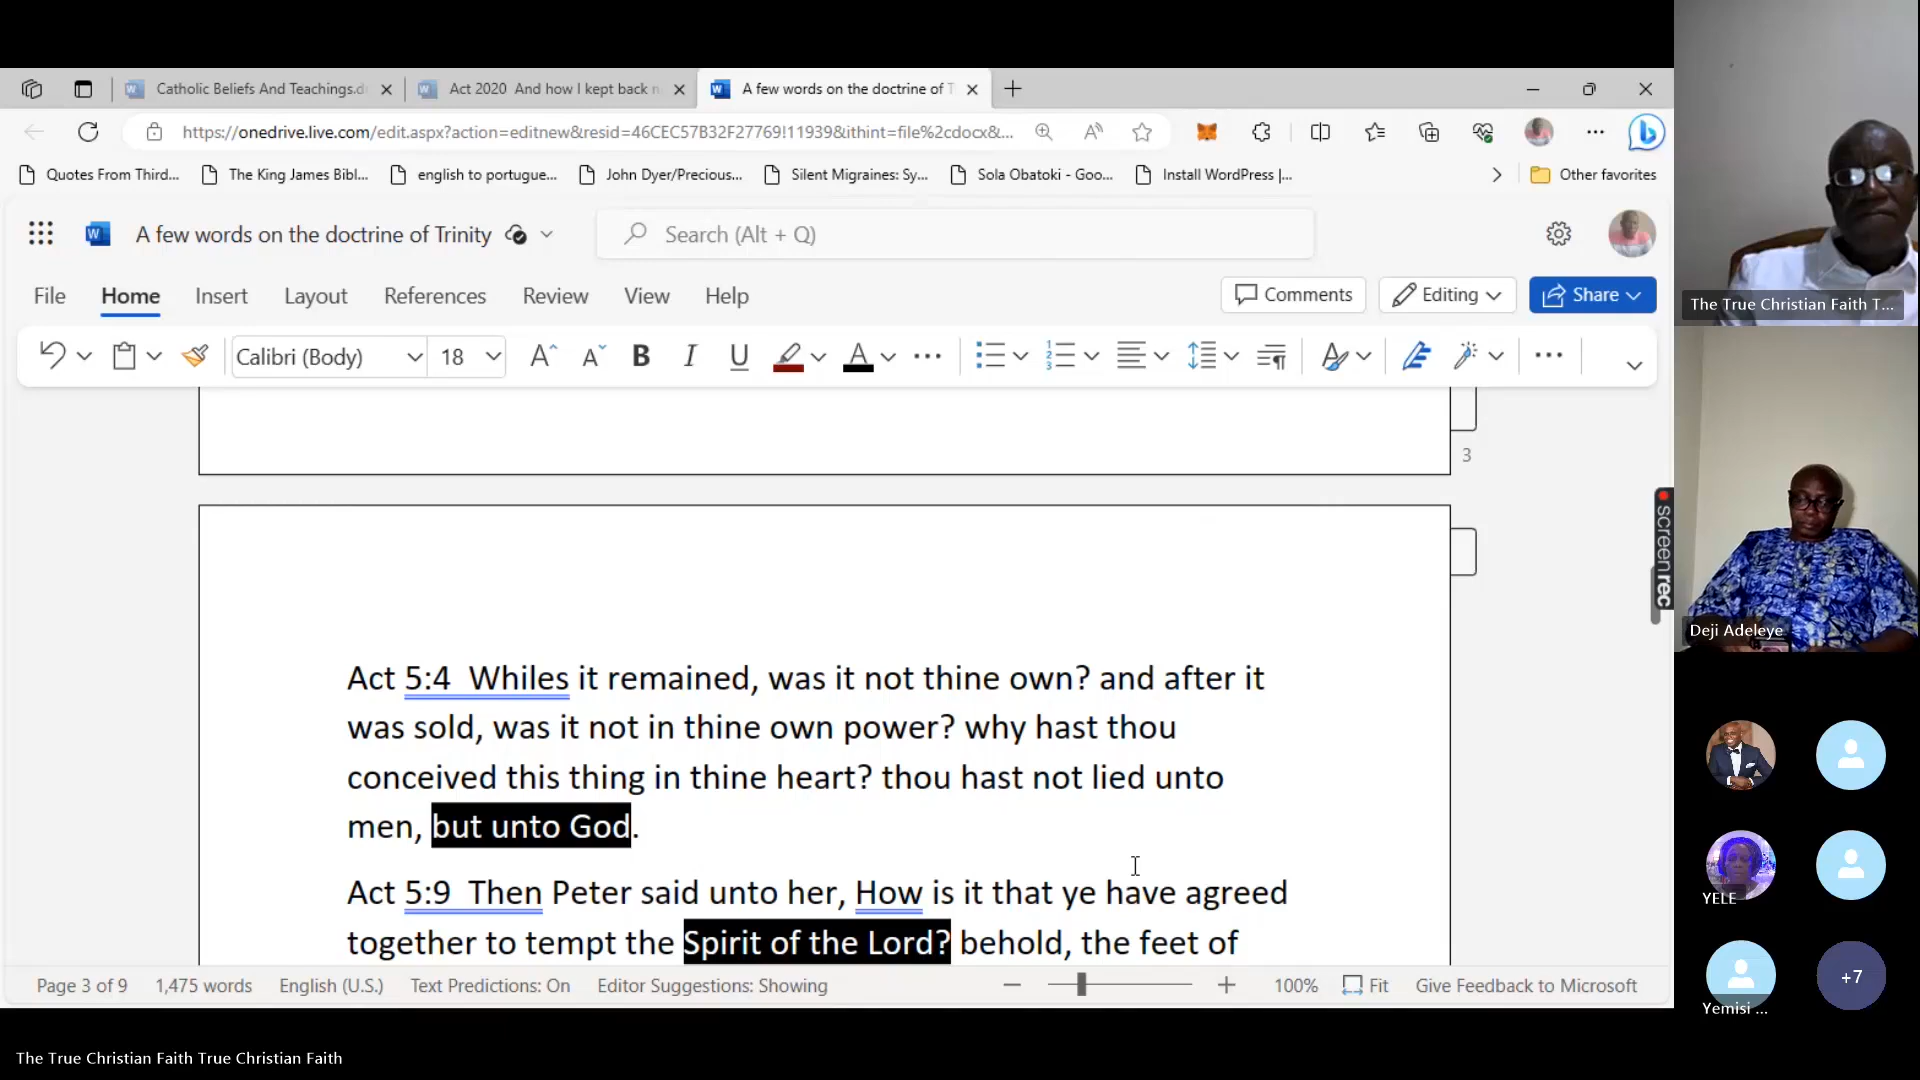 Catholic Beliefs And Teachings.d
Act 2020 And how I kept back n
A few words on the doctrine of T
https://onedrive.live.com/edit.aspx?action=editnew&resid=46CEC57B32F27769!11939&ithint=file%2cdocx&...
Quotes From Third...
The King James Bibl...
english to portugue...
John Dyer/Precious...
Silent Migraines: Sy...
Sola Obatoki - Goo...
Install WordPress |...
Other favorites
A few words on the doctrine of Trinity
Search (Alt + Q)
File Home Insert Layout References Review View Help
Comments
Editing
Share
Calibri (Body)
18
3
Act 5:4 Whiles it remained, was it not thine own? and after it
was sold, was it not in thine own power? why hast thou
conceived this thing in thine heart? thou hast not lied unto
men, but unto God.
Act 5:9 Then Peter said unto her, How is it that ye have agreed
together to tempt the Spirit of the Lord? behold, the feet of
Page 3 of 9
1,475 words
English (U.S.)
Text Predictions: On
Editor Suggestions: Showing
100%
Fit
Give Feedback to Microsoft
screenrec
The True Christian Faith T...
Deji Adeleye
YELE
Yemisi ...
+7
The True Christian Faith True Christian Faith